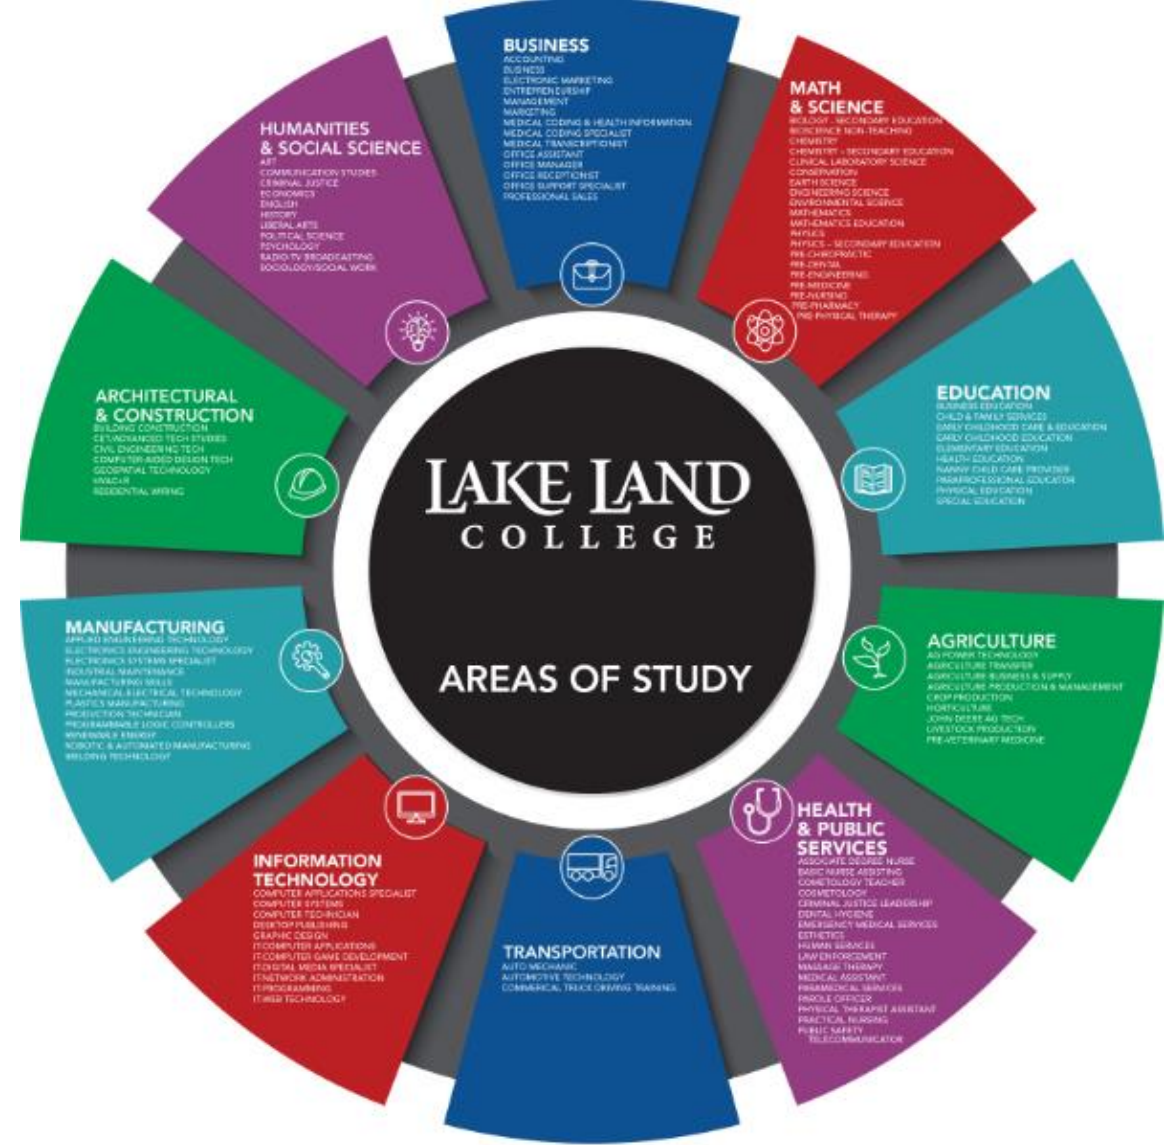 BUSINESS
ACCOUNTING
BUSINESS
ELECTRONIC MARKETING
ENTREPRENEURSHIP
MANAGEMENT
MARKETING
MEDICAL CODING & HEALTH INFORMATION
MEDICAL CODING SPECIALIST
MEDICAL TRANSCRIPTIONIST
OFFICE ASSISTANT
OFFICE MANAGER
OFFICE RECEPTIONIST
OFFICE SUPPORT SPECIALIST
PROFESSIONAL SALES
MATH
& SCIENCE
BIOLOGY - SECONDARY EDUCATION
BIOSCIENCE NON-TEACHING
CHEMISTRY
CHEMISTRY - SECONDARY EDUCATION
CLINICAL LABORATORY SCIENCE
CONSERVATION
EARTH SCIENCE
ENGINEERING SCIENCE
ENVIRONMENTAL SCIENCE
MATHEMATICS
MATHEMATICS EDUCATION
PHYSICS
PHYSICS - SECONDARY EDUCATION
PRE-CHIROPRACTIC
PRE-DENTAL
PRE-ENGINEERING
PRE-MEDICINE
PRE-NURSING
PRE-PHARMACY
PRE-PHYSICAL THERAPY
EDUCATION
BUSINESS EDUCATION
CHILD & FAMILY SERVICES
EARLY CHILDHOOD CARE & EDUCATION
EARLY CHILDHOOD EDUCATION
ELEMENTARY EDUCATION
HEALTH EDUCATION
NANNY CHILD CARE PROVIDER
PARAPROFESSIONAL EDUCATOR
PHYSICAL EDUCATION
SPECIAL EDUCATION
AGRICULTURE
AG POWER TECHNOLOGY
AGRICULTURE TRANSFER
AGRICULTURE BUSINESS & SUPPLY
AGRICULTURE PRODUCTION & MANAGEMENT
CROP PRODUCTION
HORTICULTURE
JOHN DEERE AG TECH
LIVESTOCK PRODUCTION
PRE-VETERINARY MEDICINE
HEALTH
& PUBLIC
SERVICES
ASSOCIATE DEGREE NURSE
BASIC NURSE ASSISTING
COSMETOLOGY TEACHER
COSMETOLOGY
CRIMINAL JUSTICE LEADERSHIP
DENTAL HYGIENE
EMERGENCY MEDICAL SERVICES
ESTHETICS
HUMAN SERVICES
LAW ENFORCEMENT
MASSAGE THERAPY
MEDICAL ASSISTANT
PARAMEDICAL SERVICES
PAROLE OFFICER
PHYSICAL THERAPIST ASSISTANT
PRACTICAL NURSING
PUBLIC SAFETY
TELECOMMUNICATOR
TRANSPORTATION
AUTO MECHANIC
AUTOMOTIVE TECHNOLOGY
COMMERICAL TRUCK DRIVING TRAINING
INFORMATION
TECHNOLOGY
COMPUTER APPLICATIONS SPECIALIST
COMPUTER SYSTEMS
COMPUTER TECHNICIAN
DESKTOP PUBLISHING
GRAPHIC DESIGN
IT-COMPUTER APPLICATIONS
IT-COMPUTER GAME DEVELOPMENT
IT-DIGITAL MEDIA SPECIALIST
IT-NETWORK ADMINISTRATION
IT-PROGRAMMING
IT-WEB TECHNOLOGY
MANUFACTURING
APPLIED ENGINEERING TECHNOLOGY
ELECTRONICS ENGINEERING TECHNOLOGY
ELECTRONICS SYSTEMS SPECIALIST
INDUSTRIAL MAINTENANCE
MANUFACTURING SKILLS
MECHANICAL-ELECTRICAL TECHNOLOGY
PLASTICS MANUFACTURING
PRODUCTION TECHNICIAN
PROGRAMMABLE LOGIC CONTROLLERS
RENEWABLE ENERGY
ROBOTIC & AUTOMATED MANUFACTURING
WELDING TECHNOLOGY
ARCHITECTURAL
& CONSTRUCTION
BUILDING CONSTRUCTION
CET/ADVANCED TECH STUDIES
CIVIL ENGINEERING TECH
COMPUTER-AIDED DESIGN TECH
GEOSPATIAL TECHNOLOGY
HVAC+R
RESIDENTIAL WIRING
HUMANITIES
& SOCIAL SCIENCE
ART
COMMUNICATION STUDIES
CRIMINAL JUSTICE
ECONOMICS
ENGLISH
HISTORY
LIBERAL ARTS
POLITICAL SCIENCE
PSYCHOLOGY
RADIO TV BROADCASTING
SOCIOLOGY/SOCIAL WORK
LAKE LAND
COLLEGE
AREAS OF STUDY